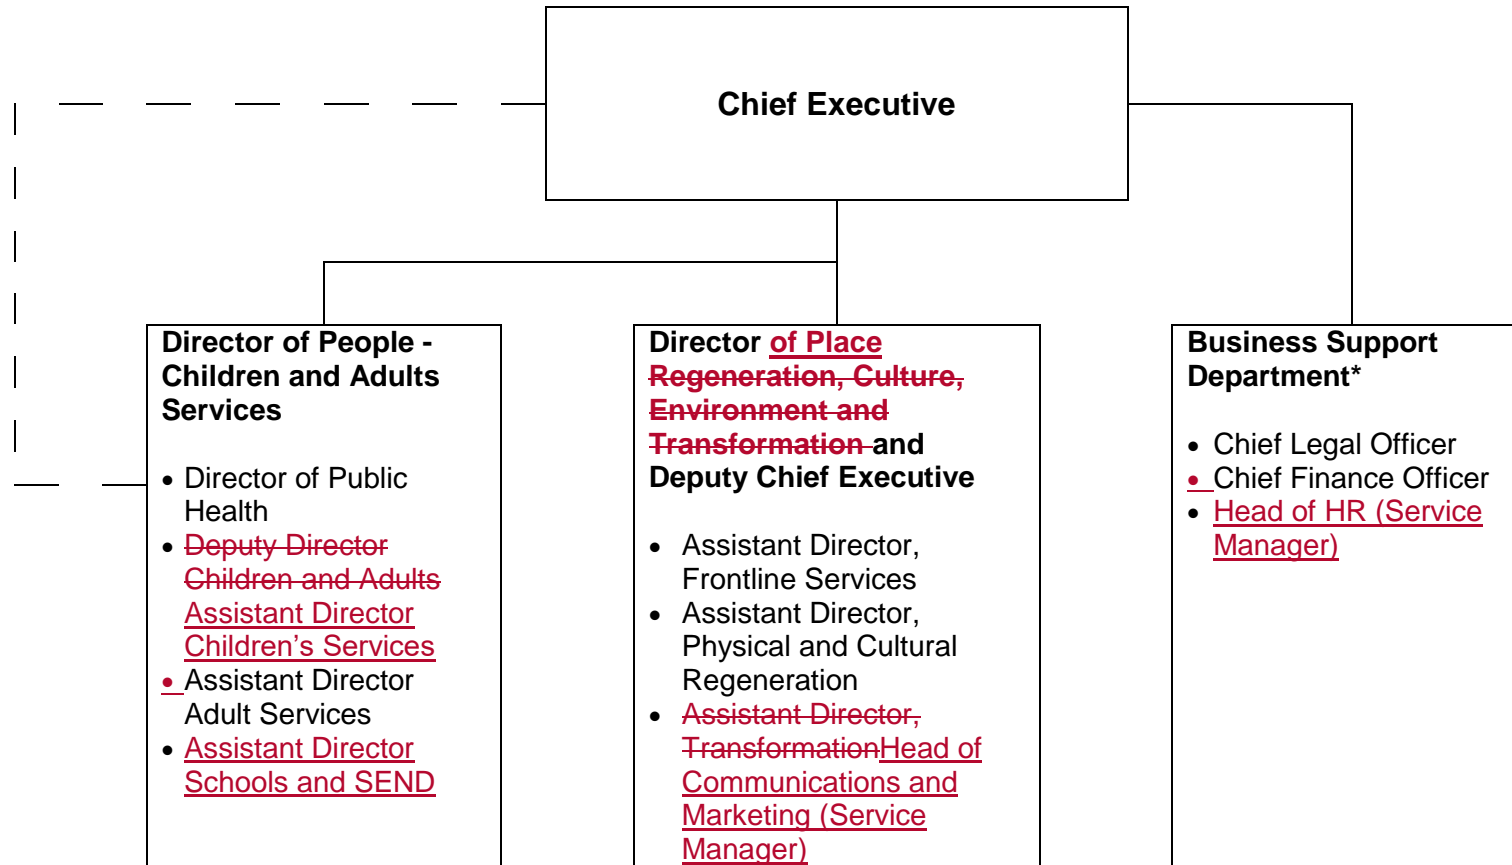 Chief Executive
Director of People -
Children and Adults
Services
• Director of Public
Health
• Deputy Director
Children and Adults
Assistant Director
Children’s Services
• Assistant Director
Adult Services
• Assistant Director
Schools and SEND
Director of Place
Regeneration, Culture,
Environment and
Transformation and
Deputy Chief Executive
• Assistant Director,
Frontline Services
• Assistant Director,
Physical and Cultural
Regeneration
• Assistant Director,
TransformationHead of
Communications and
Marketing (Service
Manager)
Business Support
Department*
• Chief Legal Officer
• Chief Finance Officer
• Head of HR (Service
Manager)